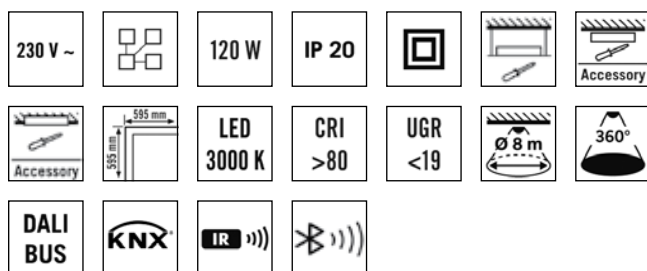 230 V ~
120 W
IP 20
Accessory
Accessory
595 mm
595 mm
LED
3000 K
CRI
>80
UGR
<19
Ø 8 m
360°
DALI
BUS
KNX®
IR